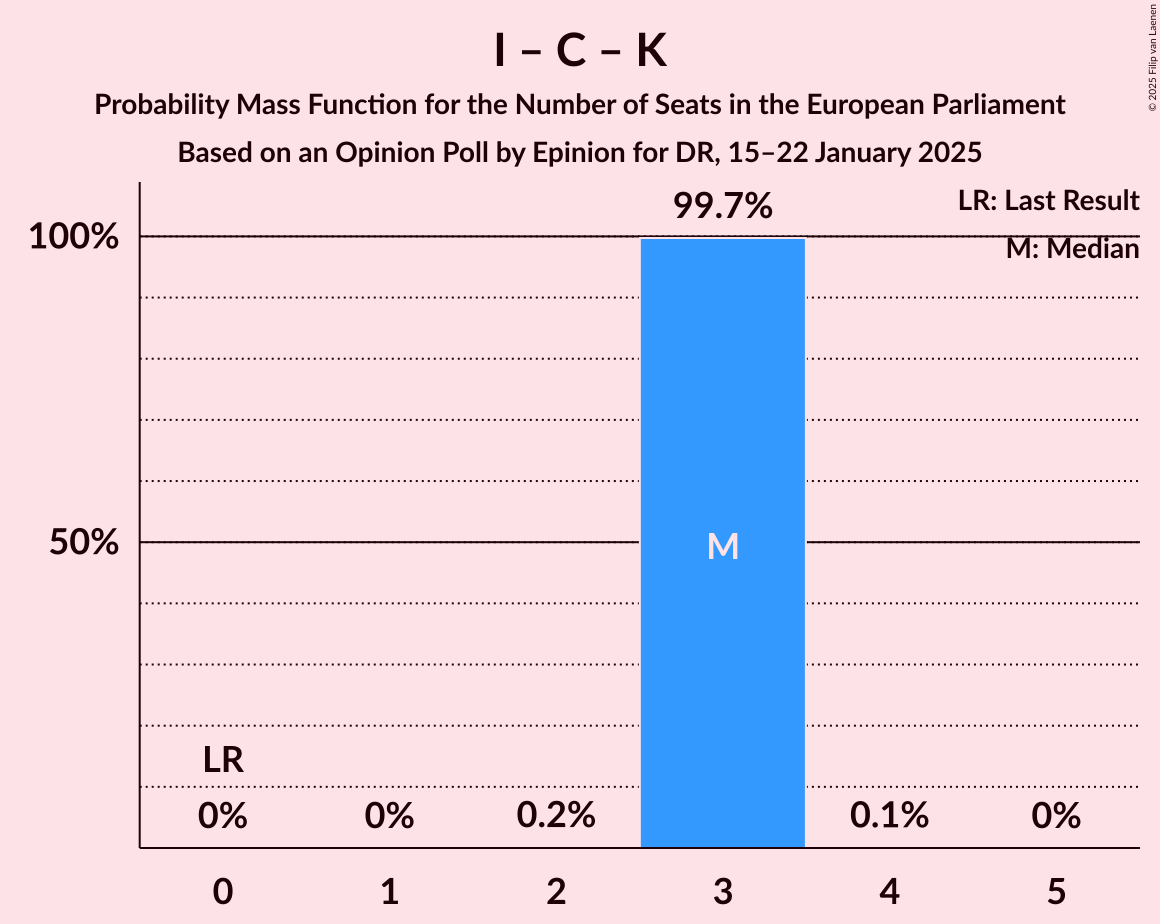 I – C – K
Probability Mass Function for the Number of Seats in the European Parliament
Based on an Opinion Poll by Epinion for DR, 15–22 January 2025
© 2025 Filip van Laenen
LR: Last Result
M: Median
99.7%
100%
50%
M
LR
0%
0%
0.2%
0.1%
0%
0
1
2
3
4
5